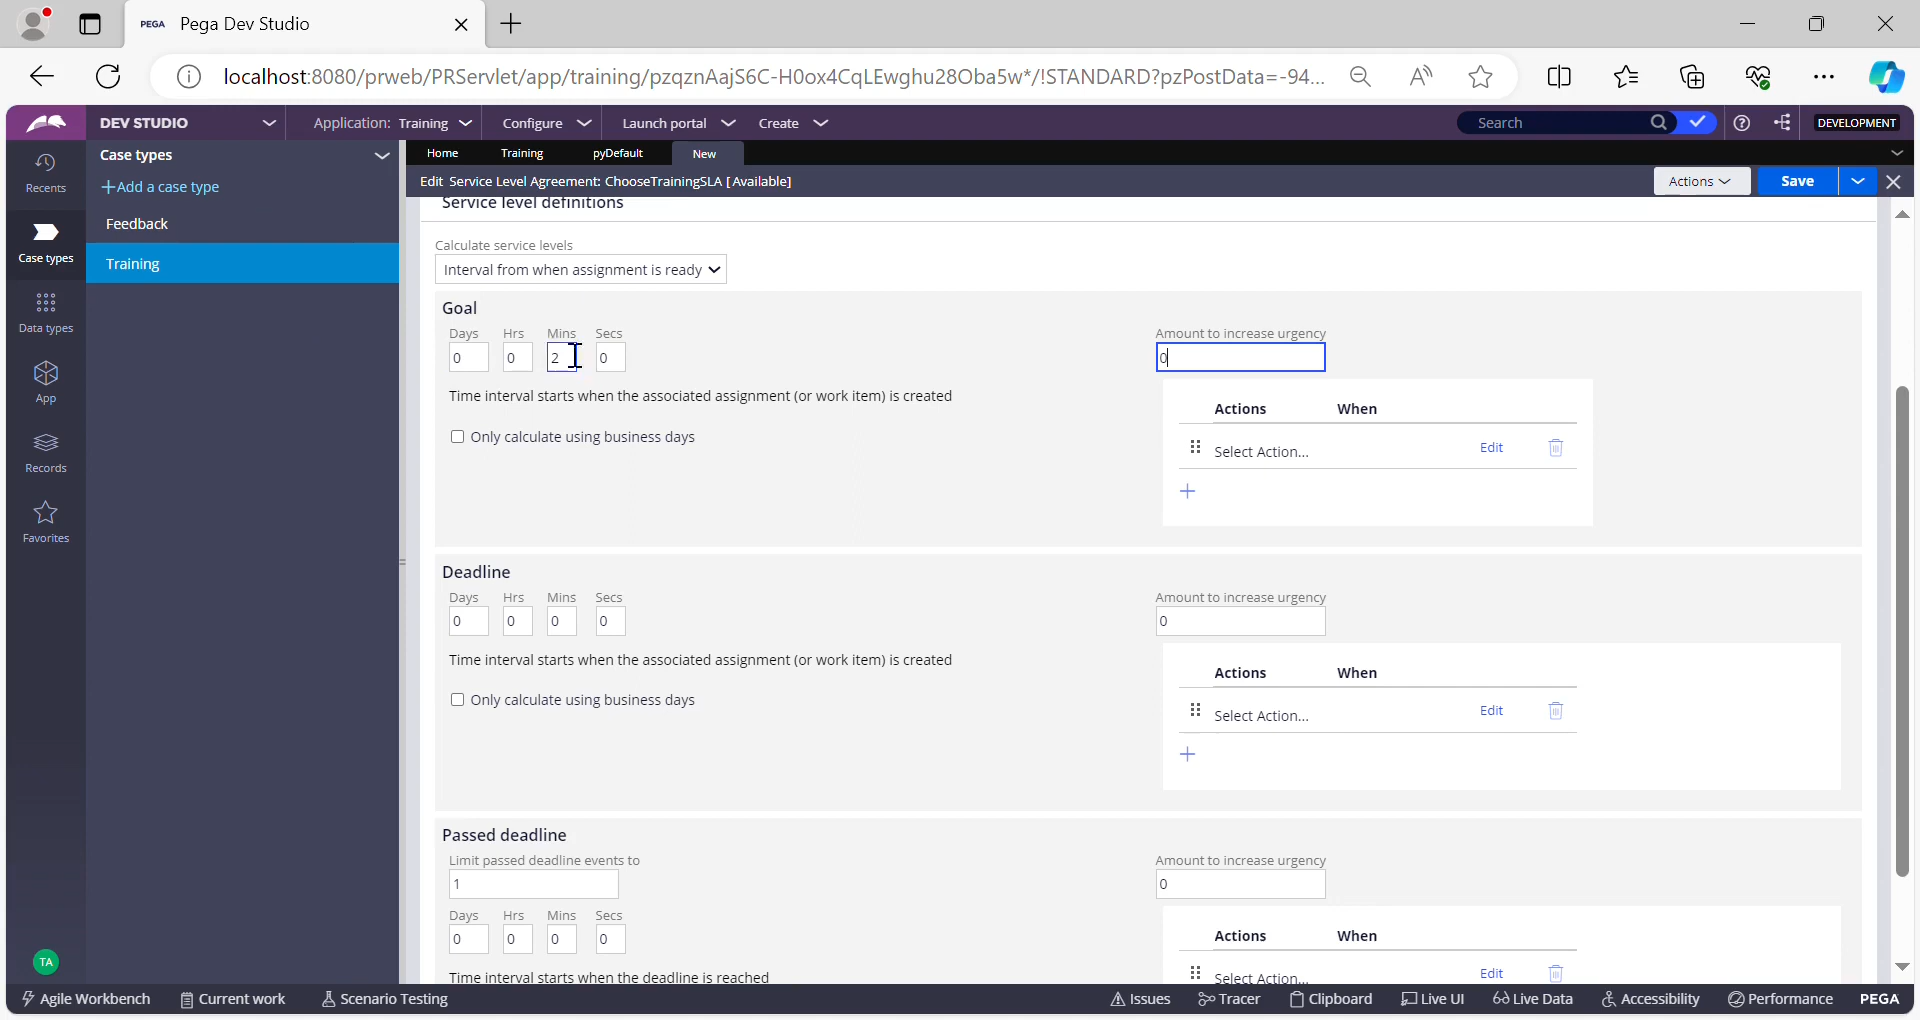 PEGA Pega Dev Studio
localhost:8080/prweb/PRServlet/app/training/pzqznAajS6C-H0ox4CqLEwghu28Oba5w*/!STANDARD?pzPostData=-94...
DEV STUDIO Application: Training Configure Launch portal Create Search DEVELOPMENT
Recents
Case types
Data types
App
Records
Favorites
TA
Case types
+Add a case type
Feedback
Training
Home Training pyDefault New
Edit Service Level Agreement: ChooseTrainingSLA [Available] Actions Save
Service level definitions
Calculate service levels
Interval from when assignment is ready
Goal
Days Hrs Mins Secs Amount to increase urgency
0 0 2 0 0
Time interval starts when the associated assignment (or work item) is created
Only calculate using business days
Actions When
Select Action... Edit
Deadline
Days Hrs Mins Secs Amount to increase urgency
0 0 0 0 0
Time interval starts when the associated assignment (or work item) is created
Only calculate using business days
Actions When
Select Action... Edit
Passed deadline
Limit passed deadline events to Amount to increase urgency
1 0
Days Hrs Mins Secs
0 0 0 0
Time interval starts when the deadline is reached
Actions When
Select Action... Edit
Agile Workbench Current work Scenario Testing Issues Tracer Clipboard Live UI Live Data Accessibility Performance PEGA